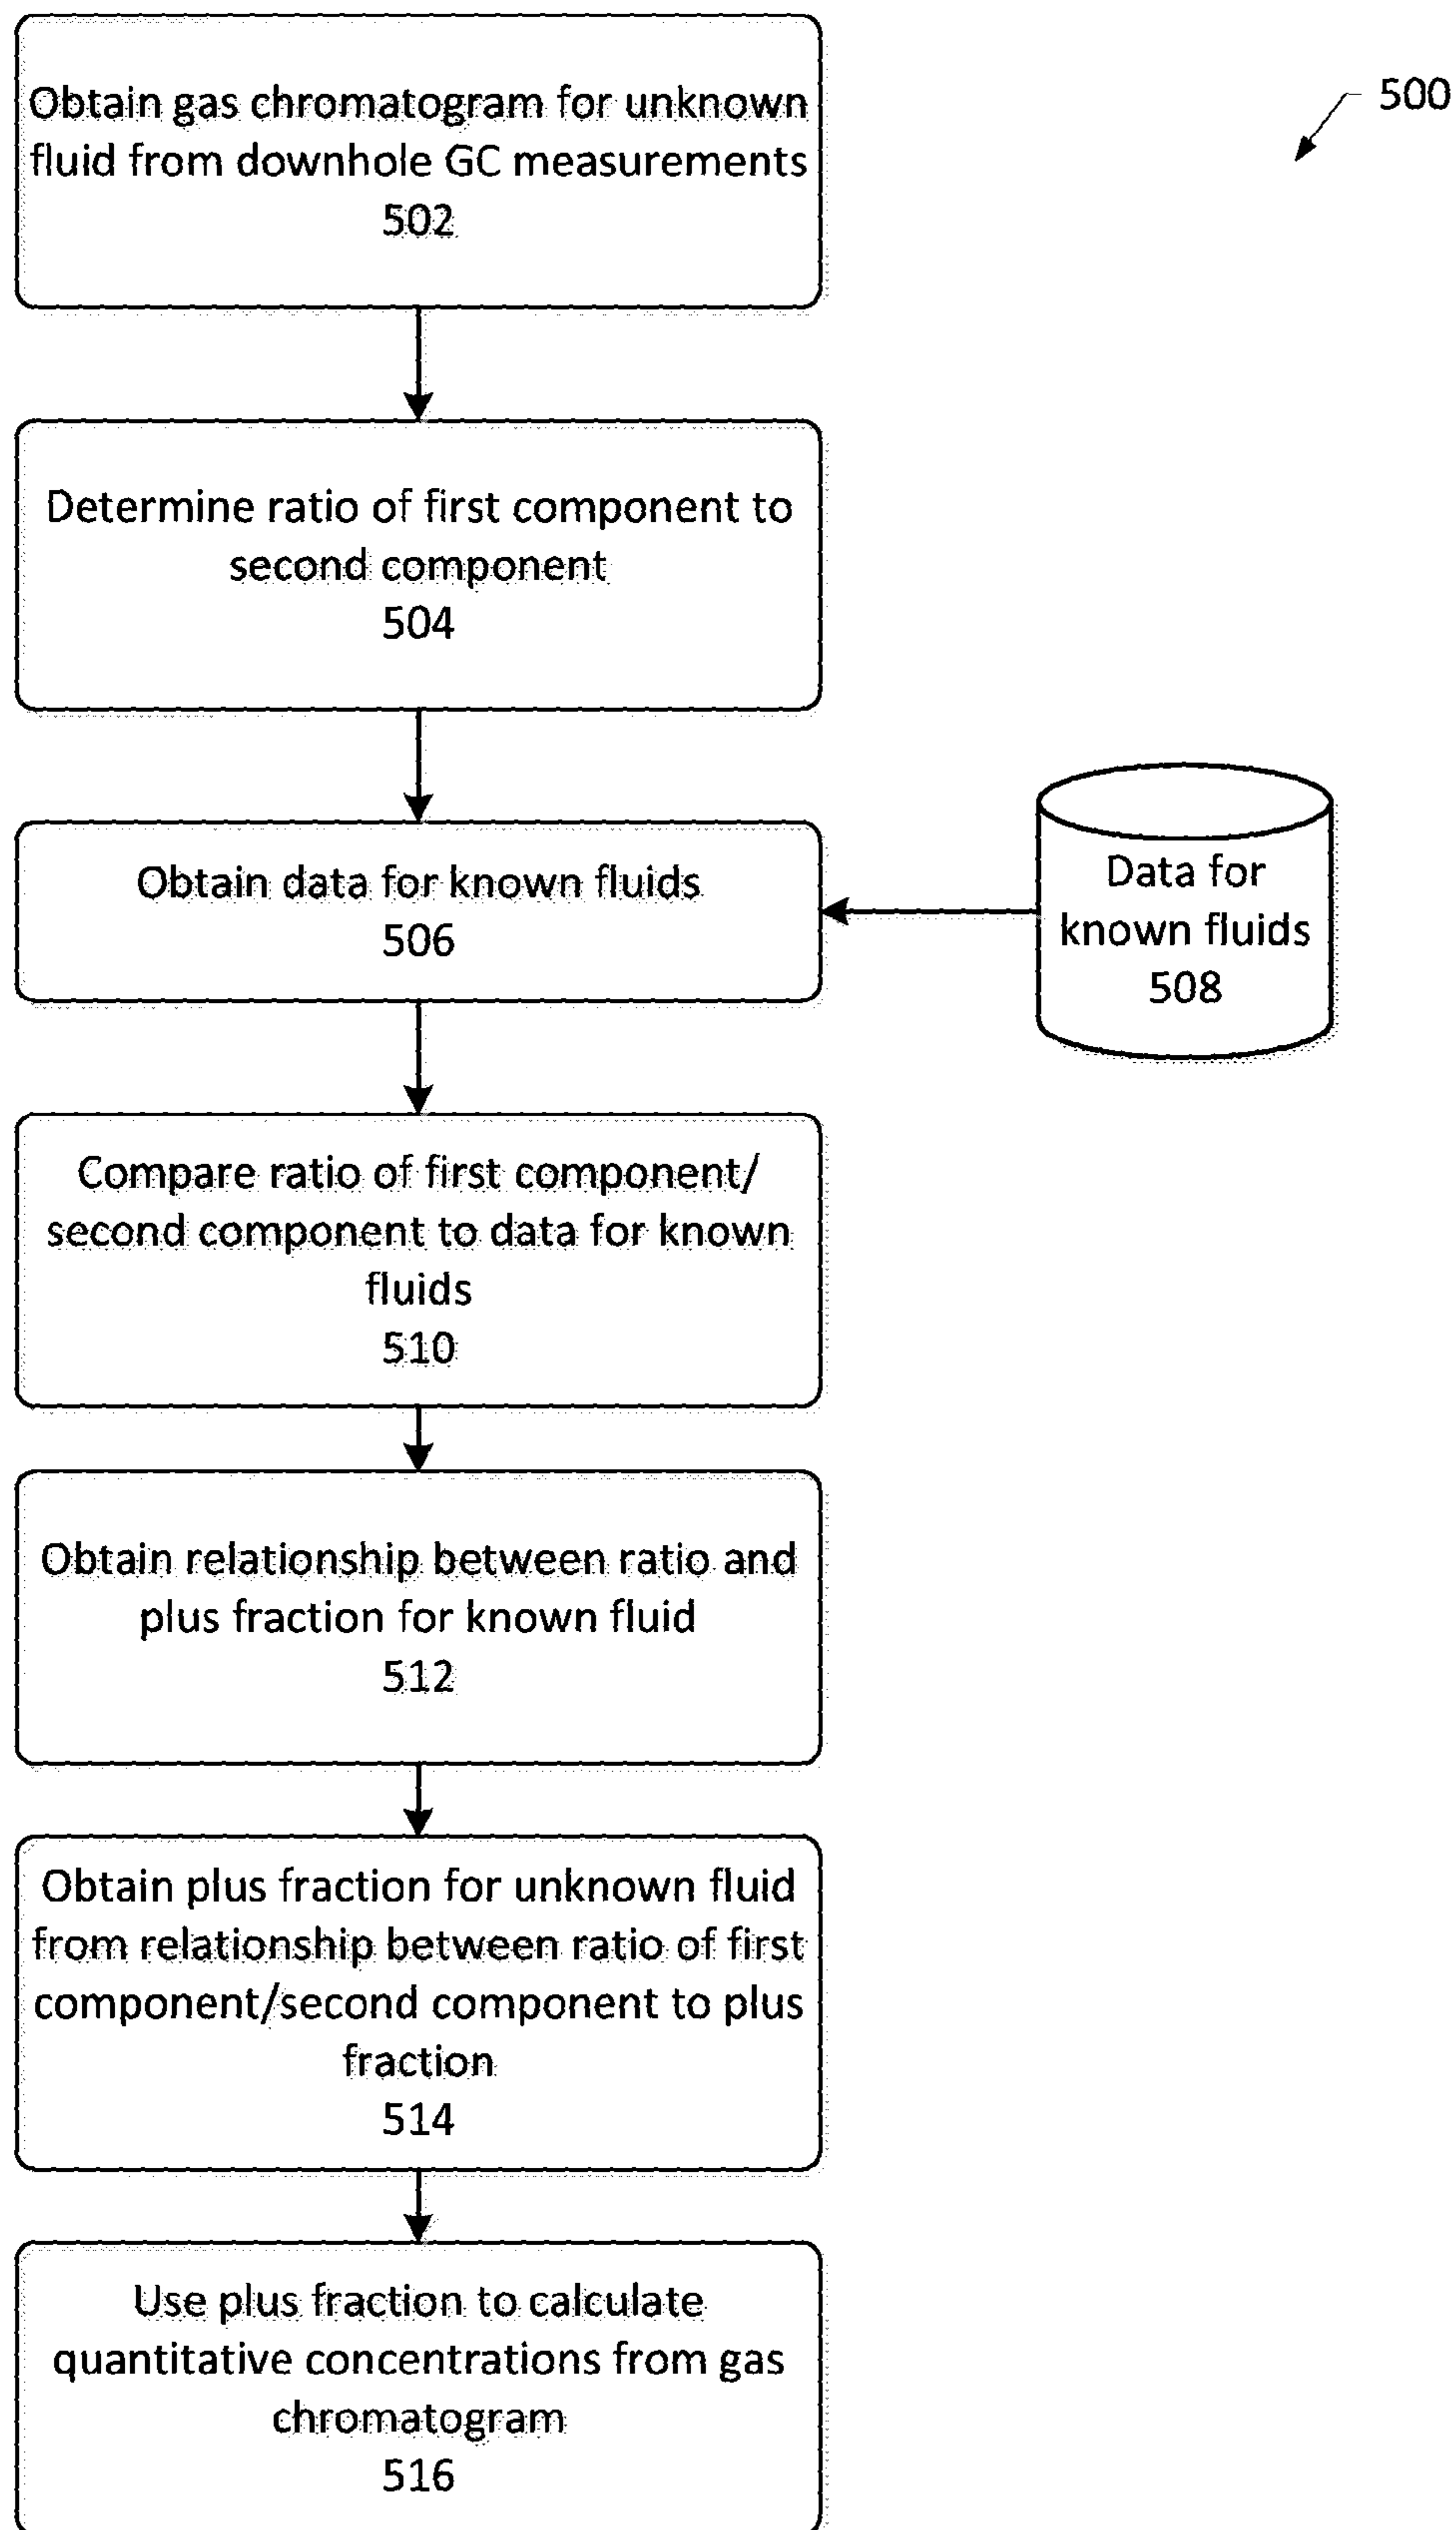 Obtain gas chromatogram for unknown
fluid from downhole GC measurements
502
500
Determine ratio of first component to
second component
504
Obtain data for known fluids
506
Data for
known fluids
508
Compare ratio of first component/
second component to data for known
fluids
510
Obtain relationship between ratio and
plus fraction for known fluid
512
Obtain plus fraction for unknown fluid
from relationship between ratio of first
component/second component to plus
fraction
514
Use plus fraction to calculate
quantitative concentrations from gas
chromatogram
516